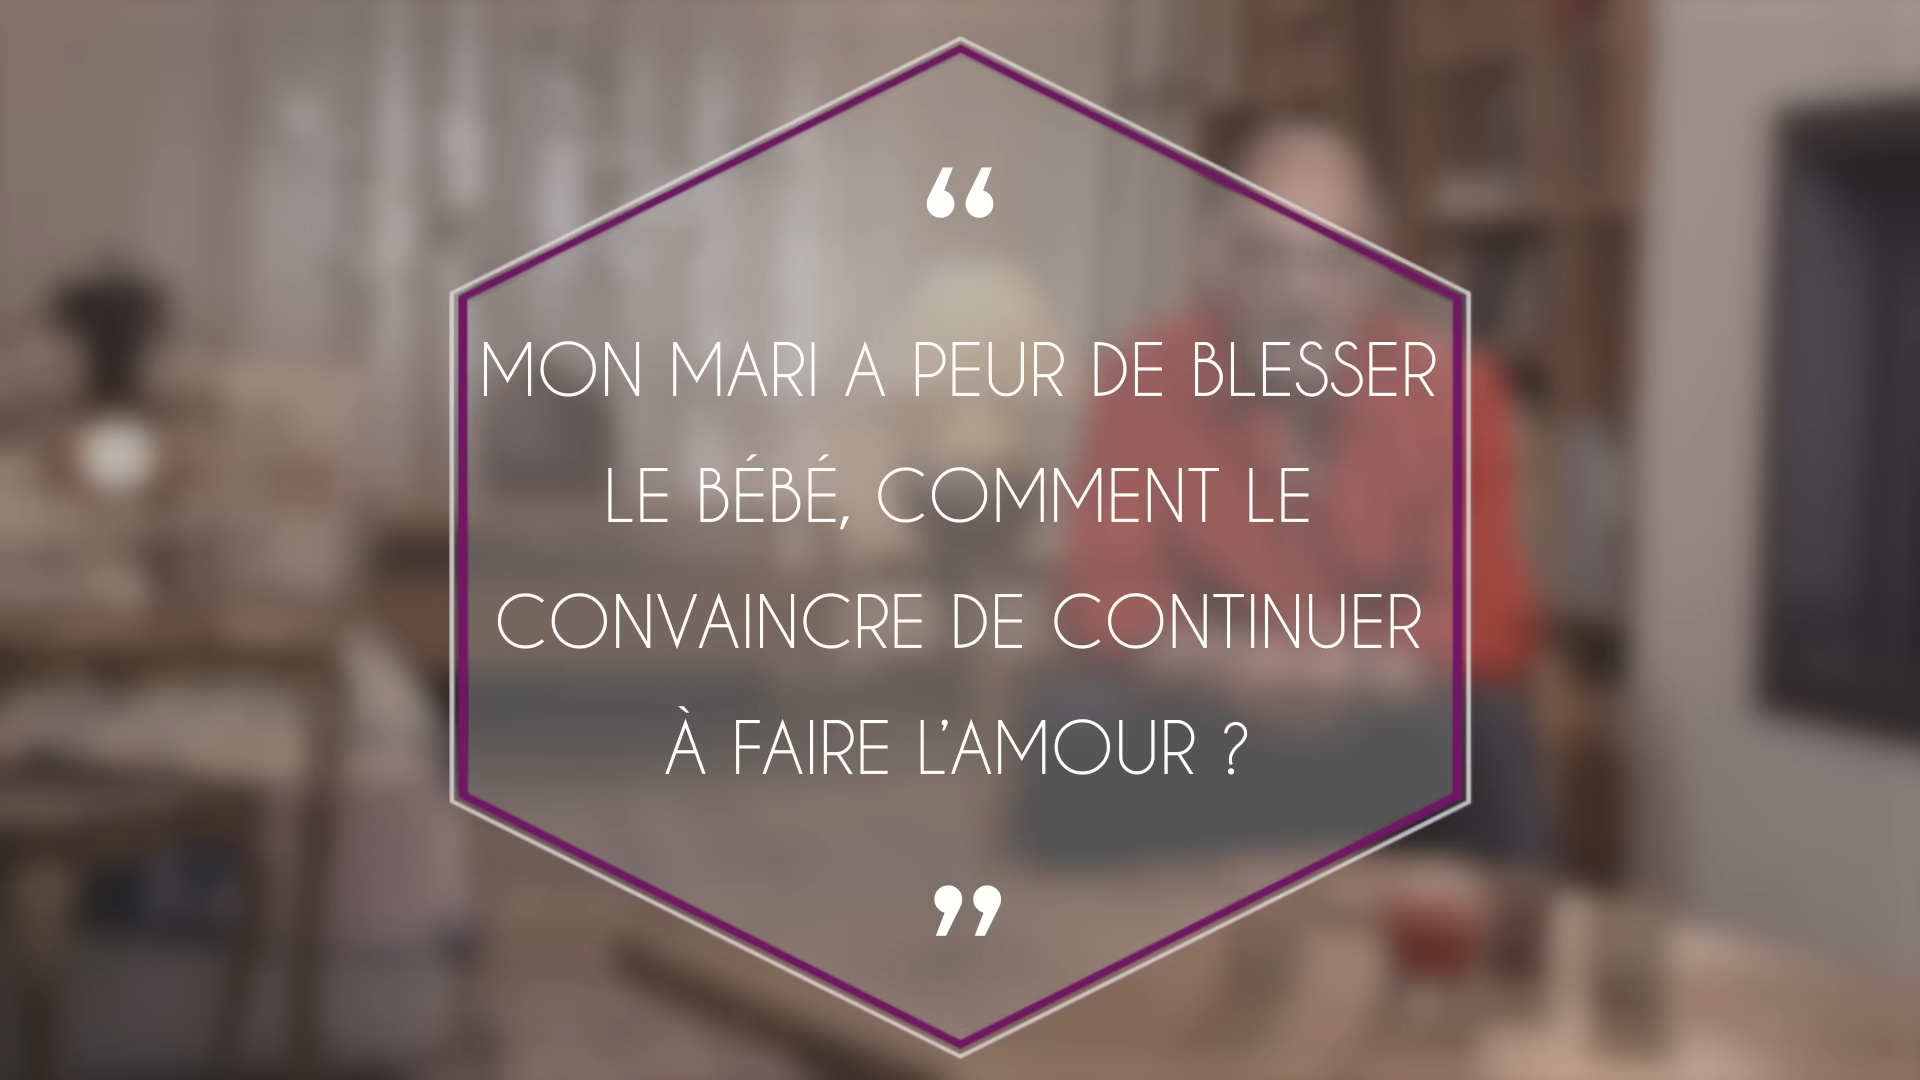 “
MON MARI A PEUR DE BLESSER
LE BÉBÉ, COMMENT LE
CONVAINCRE DE CONTINUER
À FAIRE L’AMOUR ?
”